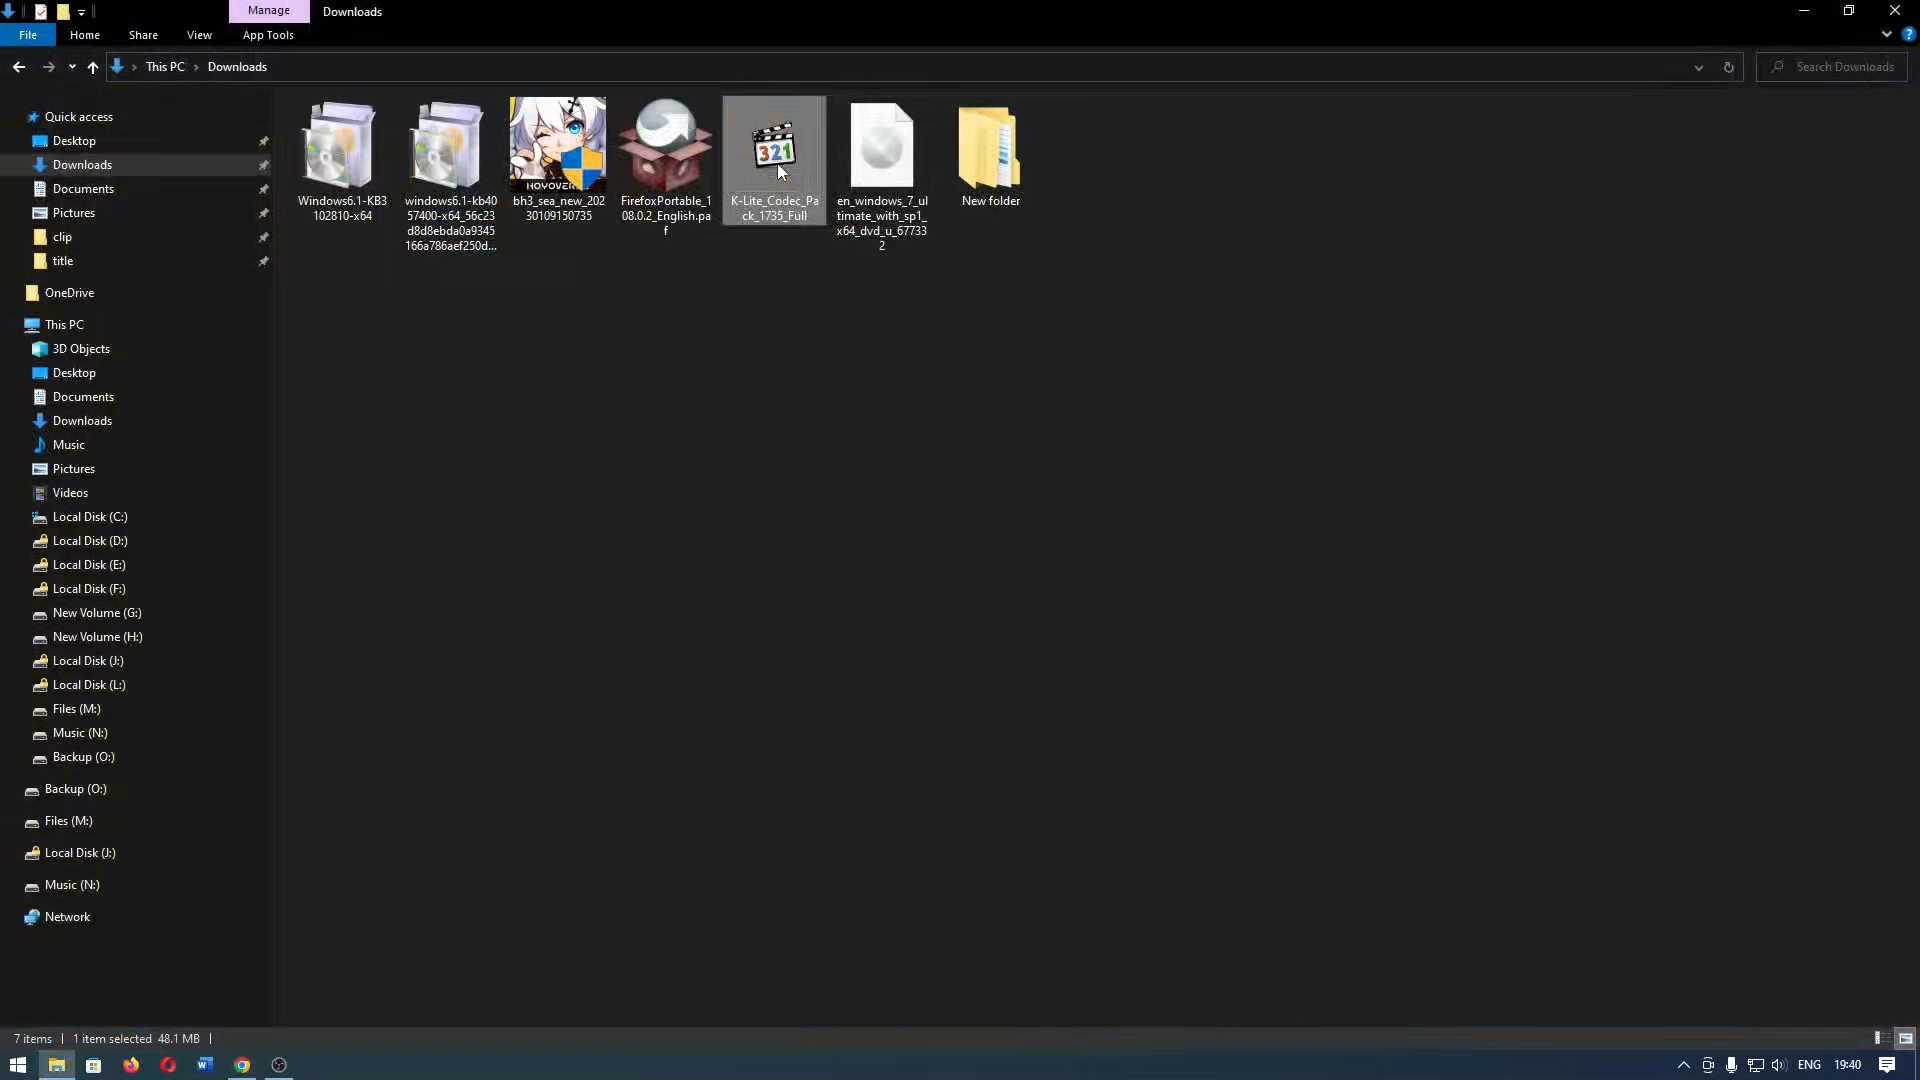 Manage
Downloads
File
Home
Share
View
App Tools
This PC
Downloads
Search Downloads
Quick access
Desktop
Downloads
Documents
Pictures
clip
title
OneDrive
This PC
3D Objects
Desktop
Documents
Downloads
Music
Pictures
Videos
Local Disk (C:)
Local Disk (D:)
Local Disk (E:)
Local Disk (F:)
New Volume (G:)
New Volume (H:)
Local Disk (J:)
Local Disk (L:)
Files (M:)
Music (N:)
Backup (O:)
Backup (O:)
Files (M:)
Local Disk (J:)
Music (N:)
Network
Windows6.1-KB3
102810-x64
windows6.1-kb40
57400-x64_56c23
d8d8ebda0a9345
166a786aef250d...
HOYOVER
bh3_sea_new_202
30109150735
FirefoxPortable_1
08.0.2_English.pa
f
321
K-Lite_Codec_Pa
ck_1735_Full
en_windows_7_ul
timate_with_sp1_
x64_dvd_u_67733
2
New folder
7 items
1 item selected 48.1 MB
ENG
19:40